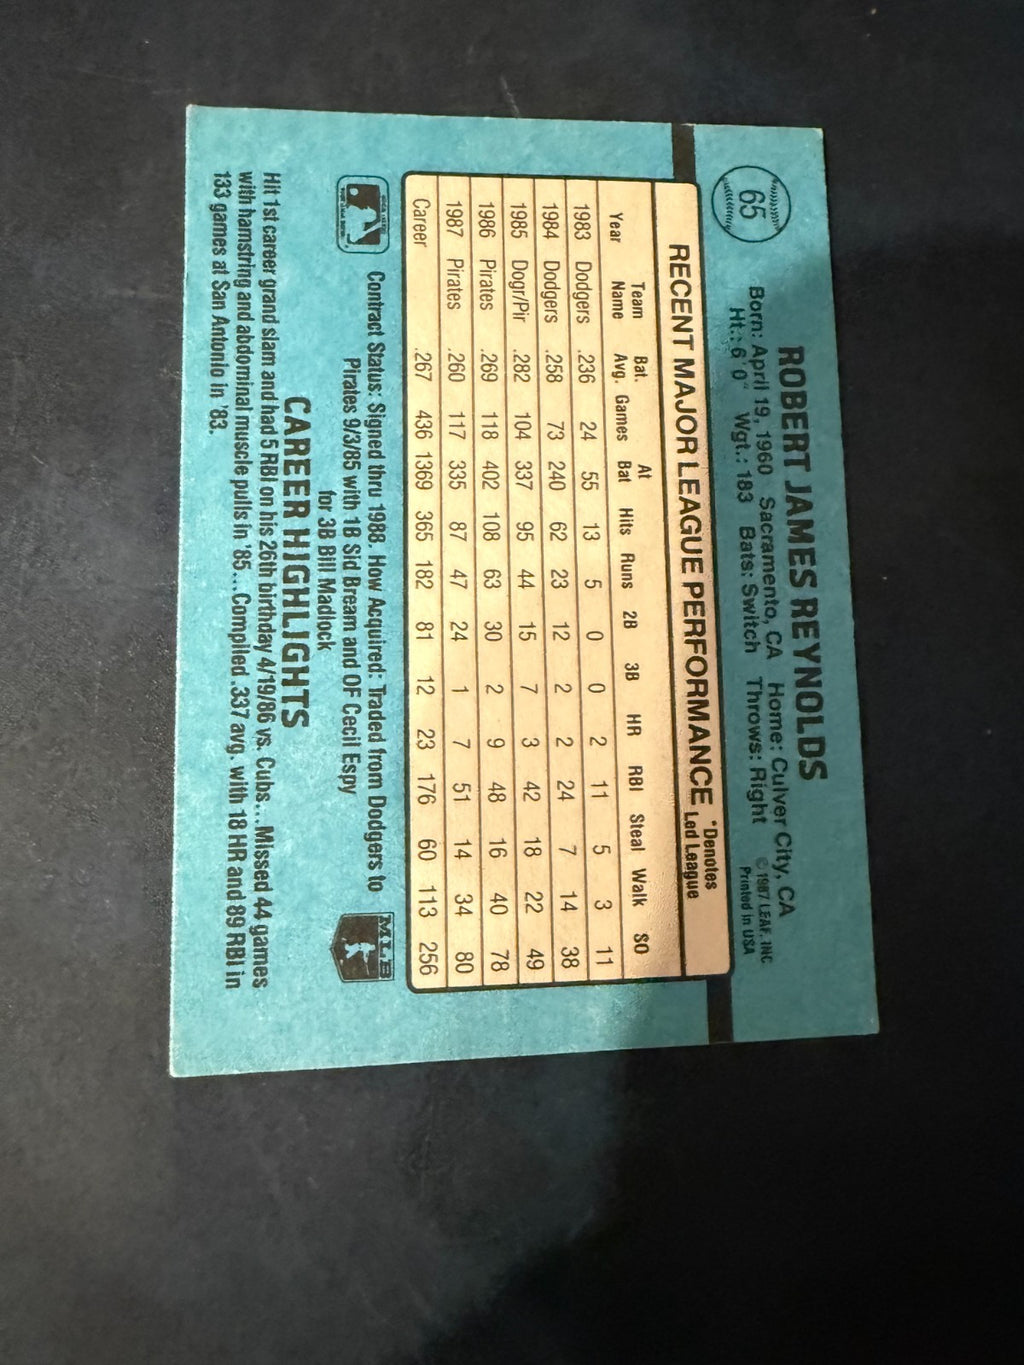 65
ROBERT JAMES REYNOLDS
Born: April 19, 1960 Sacramento, CA Home: Culver City, CA
Ht.: 6'0" Wgt.: 183 Bats: Switch Throws: Right
© 1987 LEAF, INC.
Printed in USA
RECENT MAJOR LEAGUE PERFORMANCE *Denotes Led League
Year Team Name Bat. Avg. Games At Bat Hits Runs 2B 3B HR RBI Steal Walk SO
1983 Dodgers .236 24 55 13 5 0 0 2 11 5 3 11
1984 Dodgers .258 73 240 62 23 12 2 2 24 7 14 38
1985 Dogr/Pir .282 104 337 95 44 15 7 3 42 18 22 49
1986 Pirates .269 118 402 108 63 30 2 9 48 16 40 78
1987 Pirates .260 117 335 87 47 24 1 7 51 14 34 80
Career .267 436 1369 365 182 81 12 23 176 60 113 256
Contract Status: Signed thru 1988. How Acquired: Traded from Dodgers to
Pirates 9/3/85 with 1B Sid Bream and OF Cecil Espy
for 3B Bill Madlock
MLB
CAREER HIGHLIGHTS
Hit 1st career grand slam and had 5 RBI on his 26th birthday 4/19/86 vs. Cubs... Missed 44 games
with hamstring and abdominal muscle pulls in '85... Compiled .337 avg. with 18 HR and 89 RBI in
133 games at San Antonio in '83.